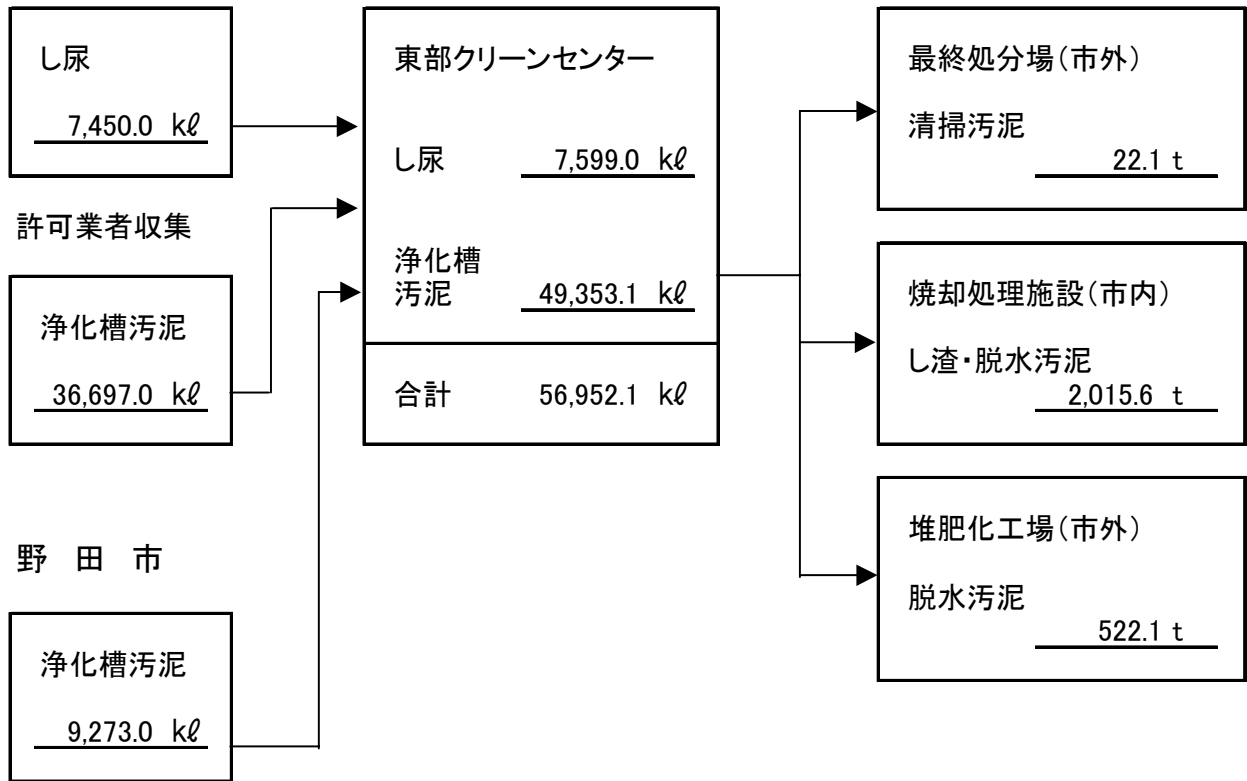 し尿
7,450.0 kℓ
許可業者収集
浄化槽汚泥
36,697.0 kℓ
野 田 市
浄化槽汚泥
9,273.0 kℓ
東部クリーンセンター
し尿 7,599.0 kℓ
浄化槽
汚泥 49,353.1 kℓ
合計 56,952.1 kℓ
最終処分場(市外)
清掃汚泥
22.1 t
焼却処理施設(市内)
し渣・脱水汚泥
2,015.6 t
堆肥化工場(市外)
脱水汚泥
522.1 t